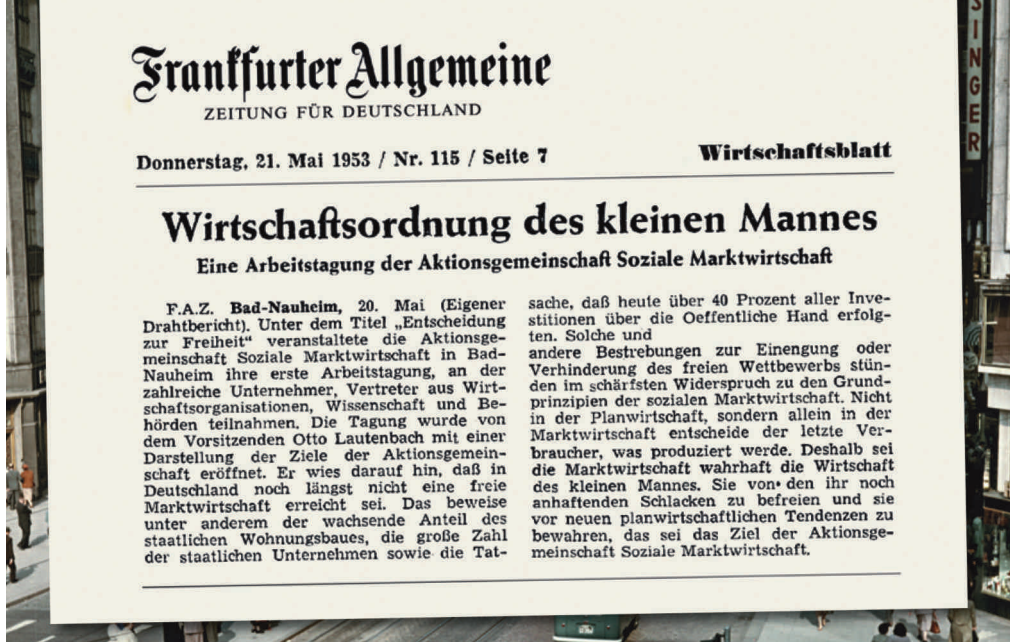 Frankfurter Allgemeine
ZEITUNG FÜR DEUTSCHLAND
Donnerstag, 21. Mai 1953 / Nr. 115 / Seite 7
Wirtschaftsblatt
Wirtschaftsordnung des kleinen Mannes
Eine Arbeitstagung der Aktionsgemeinschaft Soziale Marktwirtschaft
F.A.Z. Bad-Nauheim, 20. Mai (Eigener
Drahtbericht). Unter dem Titel „Entscheidung
zur Freiheit" veranstaltete die Aktionsge-
meinschaft Soziale Marktwirtschaft in Bad-
Nauheim ihre erste Arbeitstagung, an der
zahlreiche Unternehmer, Vertreter aus Wirt-
schaftsorganisationen, Wissenschaft und Be-
hörden teilnahmen. Die Tagung wurde von
dem Vorsitzenden Otto Lautenbach mit einer
Darstellung der Ziele der Aktionsgemein-
schaft eröffnet. Er wies darauf hin, daß in
Deutschland noch längst nicht eine freie
Marktwirtschaft erreicht sei. Das beweise
unter anderem der wachsende Anteil des
staatlichen Wohnungsbaues, die große Zahl
der staatlichen Unternehmen sowie die Tat-
sache, daß heute über 40 Prozent aller Inve-
stitionen über die Oeffentliche Hand erfolg-
ten. Solche und
andere Bestrebungen zur Einengung oder
Verhinderung des freien Wettbewerbs stün-
den im schärfsten Widerspruch zu den Grund-
prinzipien der sozialen Marktwirtschaft. Nicht
in der Planwirtschaft, sondern allein in der
Marktwirtschaft entscheide der letzte Ver-
braucher, was produziert werde. Deshalb sei
die Marktwirtschaft wahrhaft die Wirtschaft
des kleinen Mannes. Sie von den ihr noch
anhaftenden Schlacken zu befreien und sie
vor neuen planwirtschaftlichen Tendenzen zu
bewahren, das sei das Ziel der Aktionsge-
meinschaft Soziale Marktwirtschaft.
SINGER